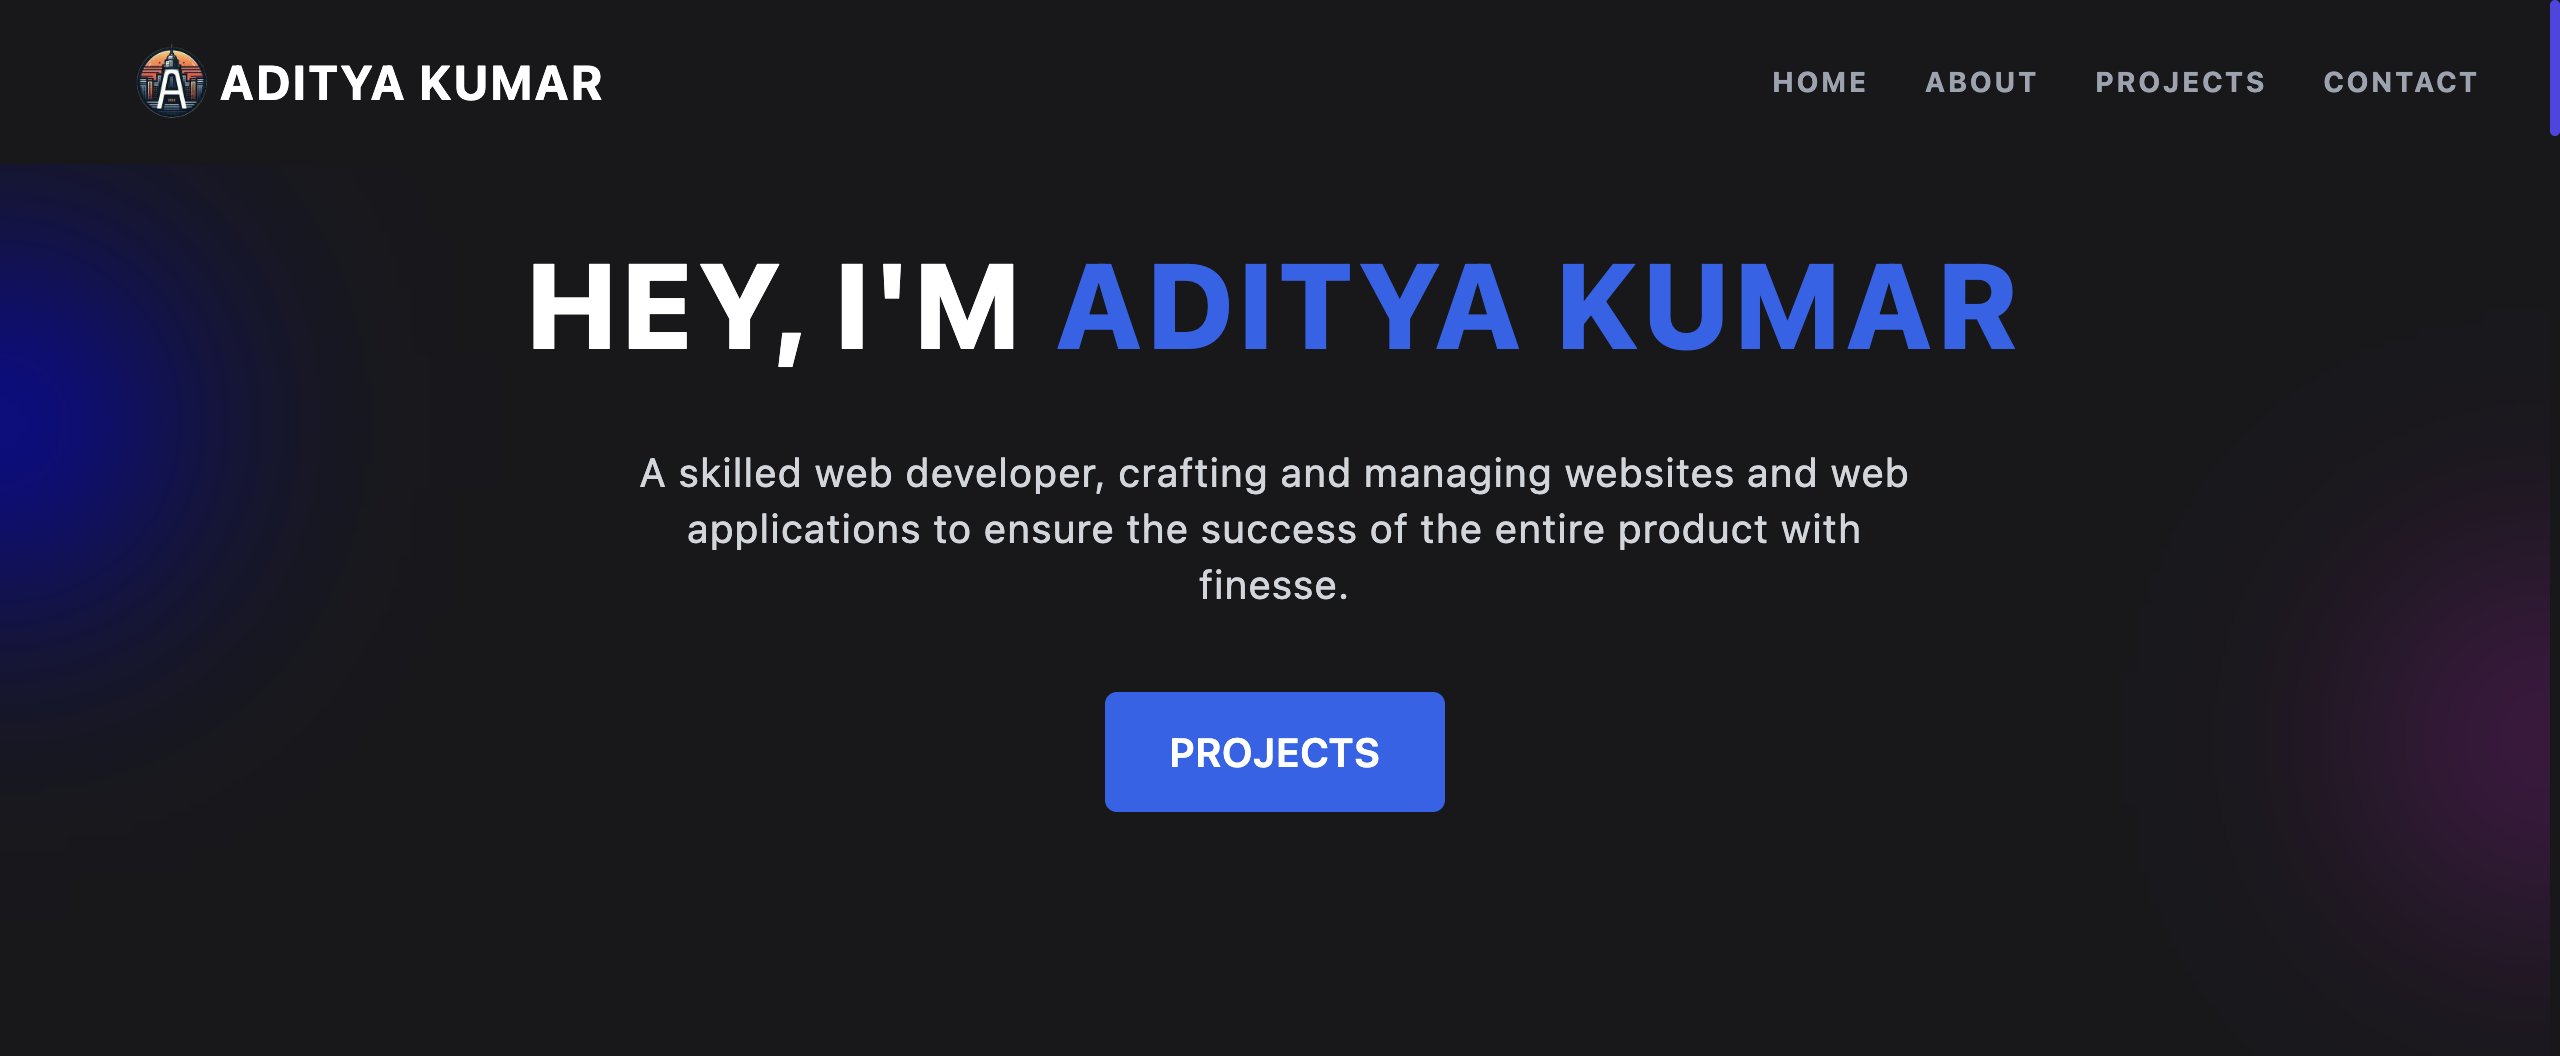 ADITYA KUMAR
HOME ABOUT PROJECTS CONTACT
HEY, I'M ADITYA KUMAR
A skilled web developer, crafting and managing websites and web
applications to ensure the success of the entire product with
finesse.
PROJECTS